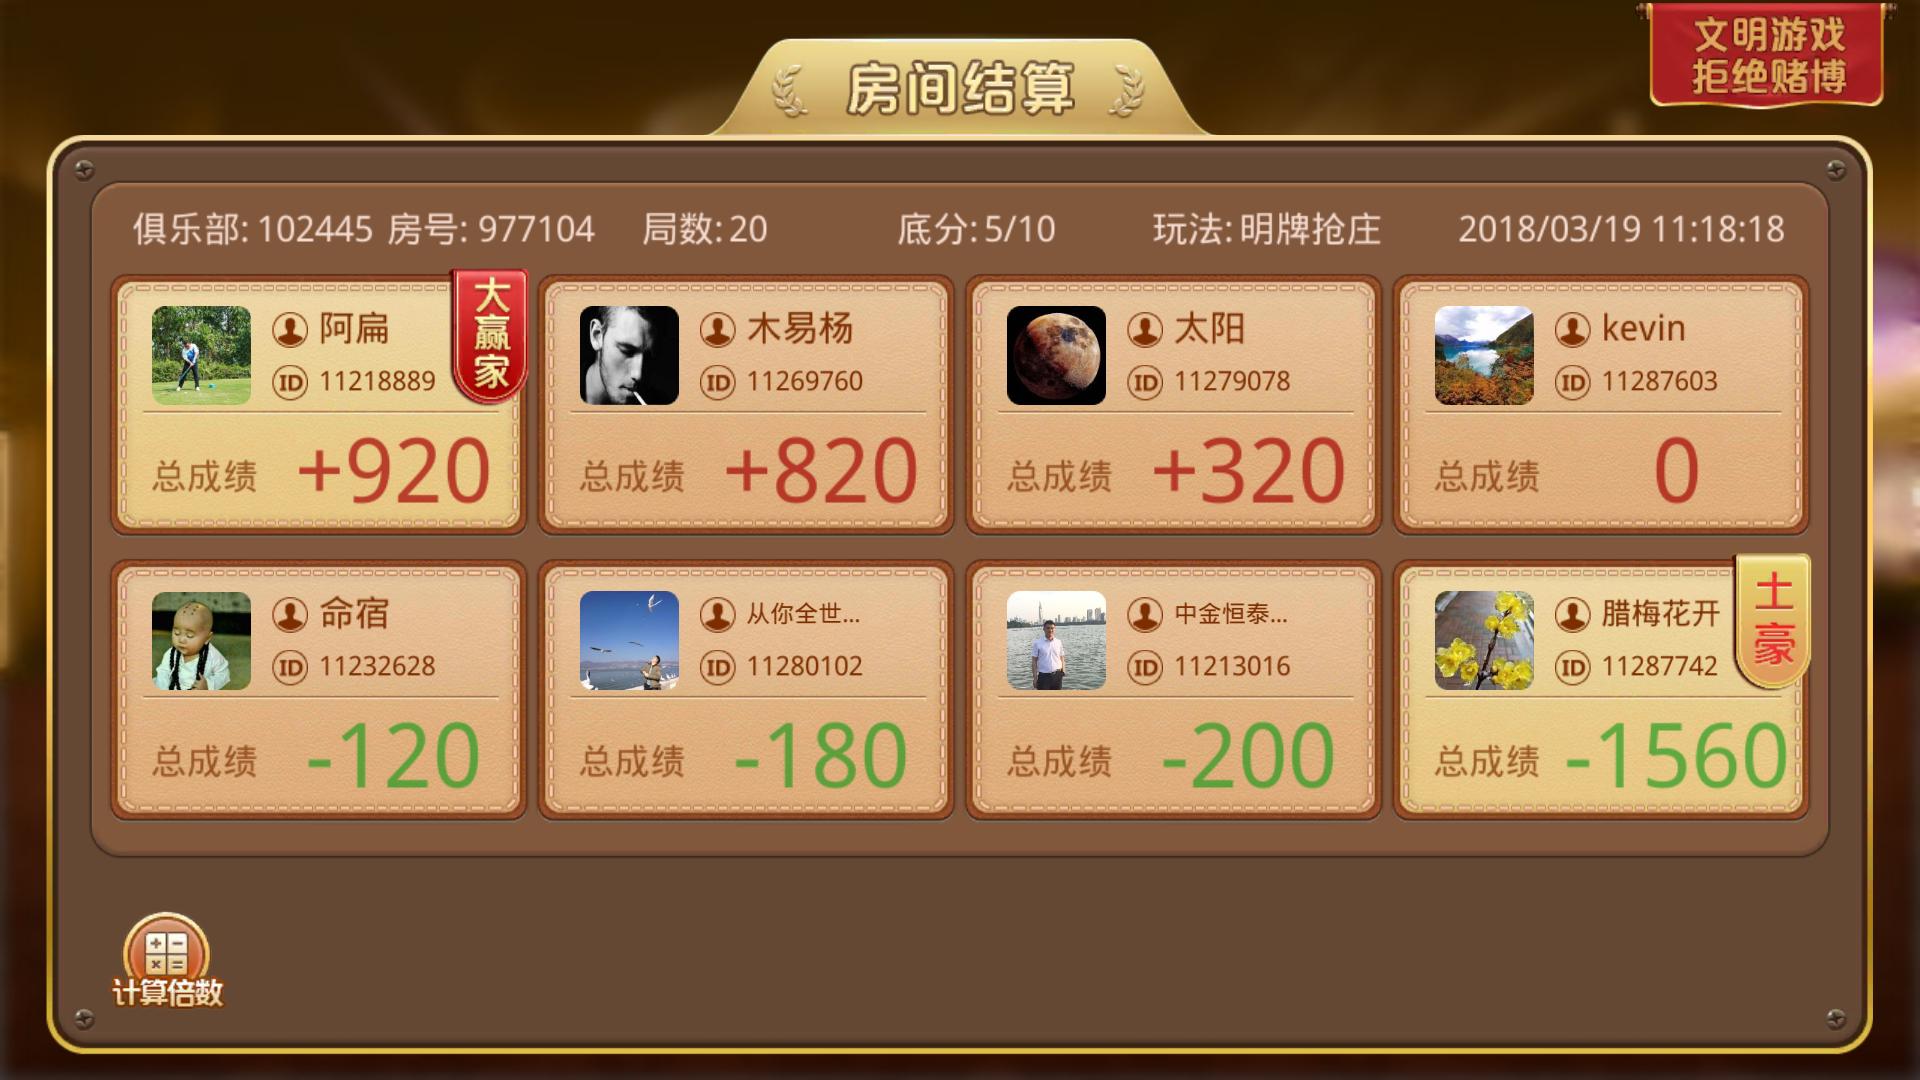 文明游戏
拒绝赌博
房间结算
俱乐部: 102445 房号: 977104 局数: 20 底分: 5/10 玩法: 明牌抢庄 2018/03/19 11:18:18
阿扁
ID 11218889
大赢家
总成绩 +920
木易杨
ID 11269760
总成绩 +820
太阳
ID 11279078
总成绩 +320
kevin
ID 11287603
总成绩 0
命宿
ID 11232628
总成绩 -120
从你全世...
ID 11280102
总成绩 -180
中金恒泰...
ID 11213016
总成绩 -200
腊梅花开
ID 11287742
土豪
总成绩 -1560
计算倍数